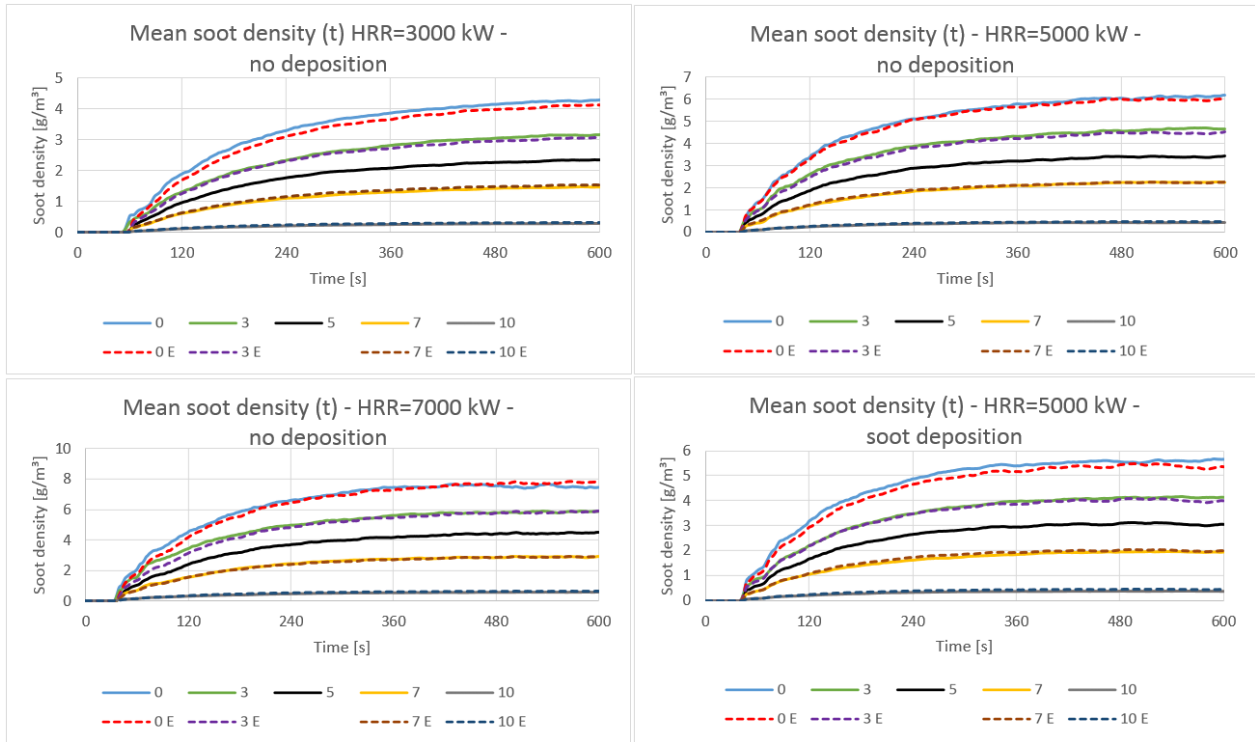 Mean soot density (t) HRR=3000 kW -
no deposition
Soot density [g/m³]
5
4
3
2
1
0
0 120 240 360 480 600
Time [s]
0 3 5 7 10
0 E 3 E 7 E 10 E
Mean soot density (t) - HRR=5000 kW -
no deposition
Soot density [g/m³]
7
6
5
4
3
2
1
0
0 120 240 360 480 600
Time [s]
0 3 5 7 10
0 E 3 E 7 E 10 E
Mean soot density (t) - HRR=7000 kW -
no deposition
Soot density [g/m³]
10
8
6
4
2
0
0 120 240 360 480 600
Time [s]
0 3 5 7 10
0 E 3 E 7 E 10 E
Mean soot density (t) - HRR=5000 kW -
soot deposition
Soot density [g/m³]
6
5
4
3
2
1
0
0 120 240 360 480 600
Time [s]
0 3 5 7 10
0 E 3 E 7 E 10 E